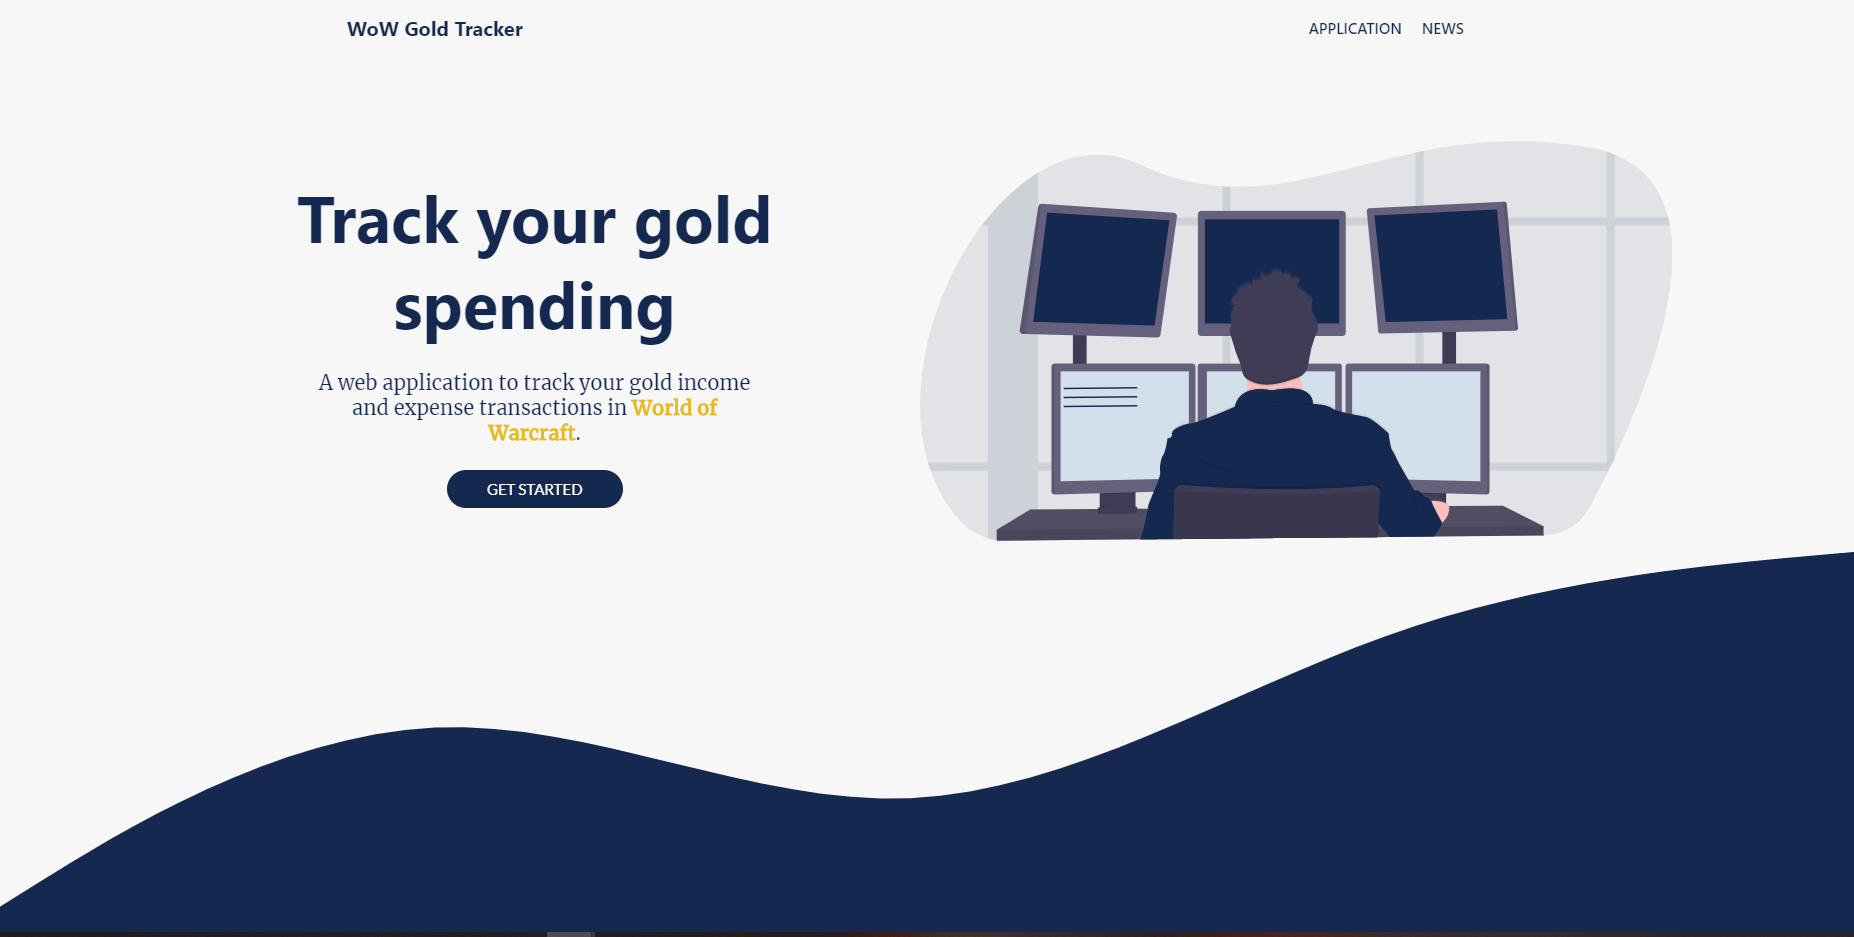 WoW Gold Tracker
APPLICATION NEWS
Track your gold
spending
A web application to track your gold income
and expense transactions in World of
Warcraft.
GET STARTED